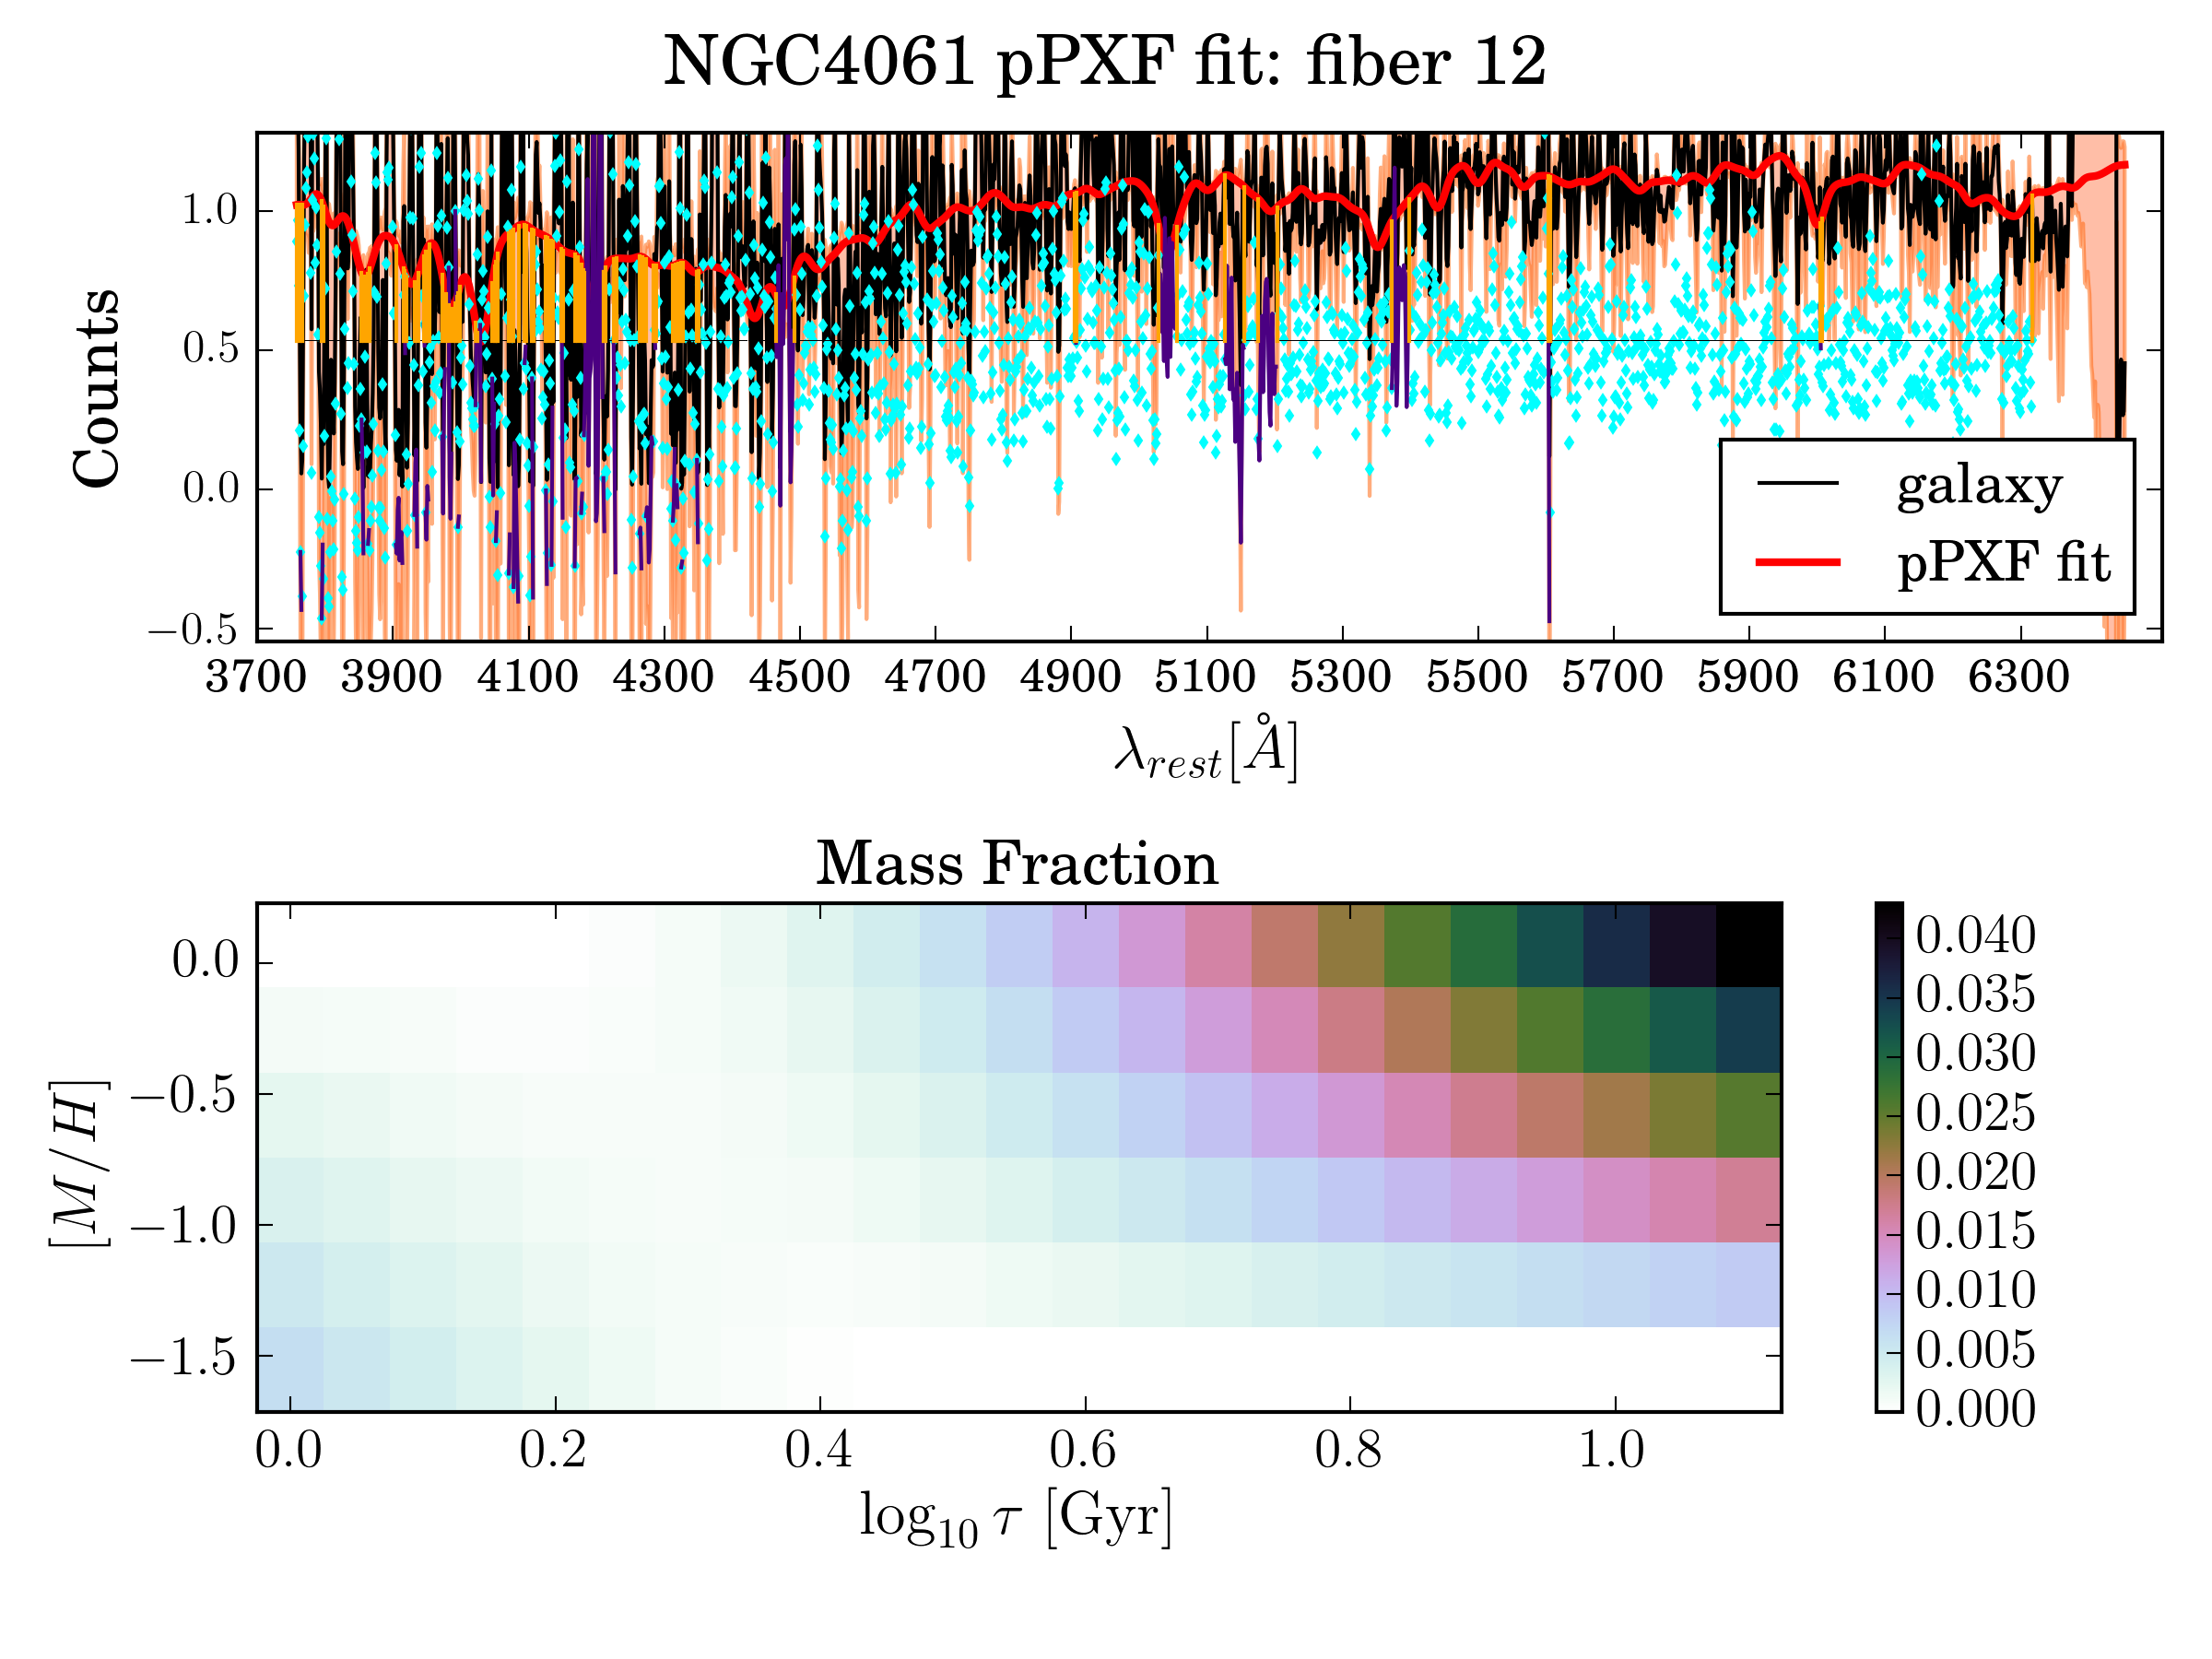 NGC4061 pPXF fit: fiber 12
Counts
1.0
0.5
0.0
−0.5
galaxy
pPXF fit
3700 3900 4100 4300 4500 4700 4900 5100 5300 5500 5700 5900 6100 6300
λrest[Å]
Mass Fraction
[M/H]
0.0
−0.5
−1.0
−1.5
0.0 0.2 0.4 0.6 0.8 1.0
log10 τ [Gyr]
0.040
0.035
0.030
0.025
0.020
0.015
0.010
0.005
0.000